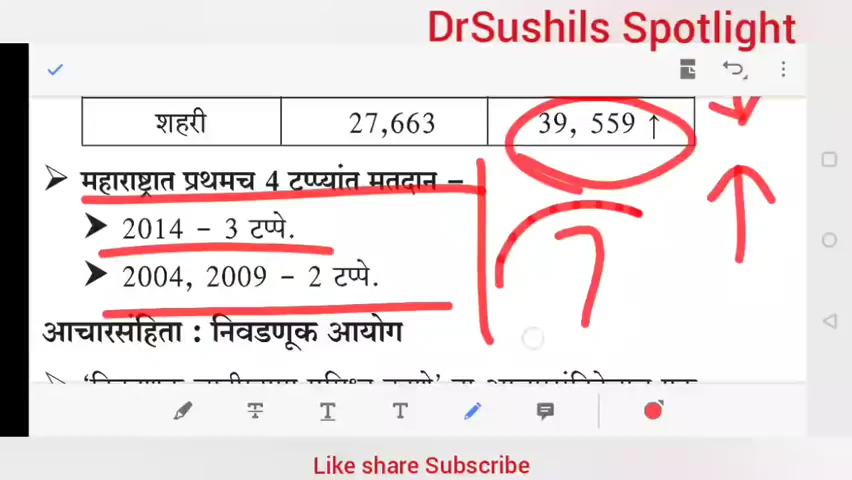 DrSushils Spotlight
शहरी 27,663 39, 559 ↑
➤ महाराष्ट्रात प्रथमच 4 टप्प्यांत मतदान –
➤ 2014 – 3 टप्पे.
➤ 2004, 2009 – 2 टप्पे.
आचारसंहिता : निवडणूक आयोग
Like share Subscribe